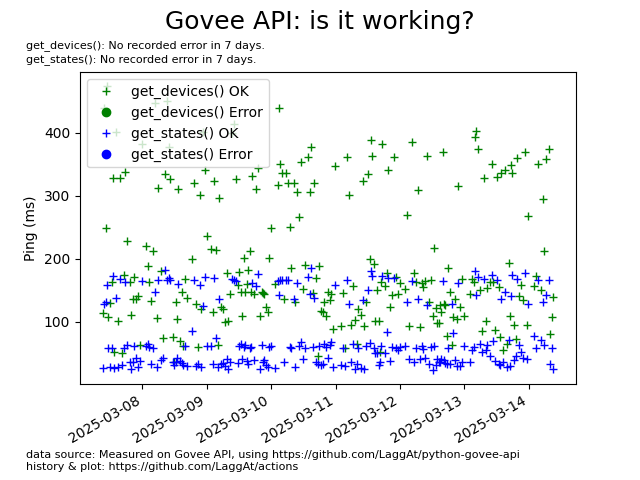 Govee API: is it working?
get_devices(): No recorded error in 7 days.
get_states(): No recorded error in 7 days.
get_devices() OK
get_devices() Error
get_states() OK
get_states() Error
Ping (ms)
400
300
200
100
2025-03-08
2025-03-09
2025-03-10
2025-03-11
2025-03-12
2025-03-13
2025-03-14
data source: Measured on Govee API, using https://github.com/LaggAt/python-govee-api
history & plot: https://github.com/LaggAt/actions